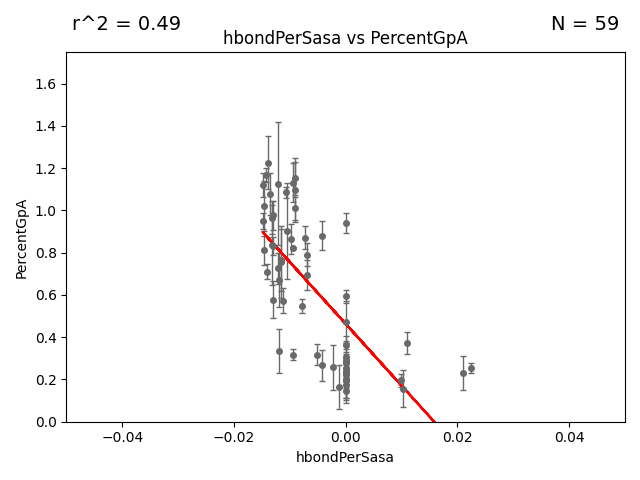 r^2 = 0.49
N = 59
hbondPerSasa vs PercentGpA
1.6
1.4
1.2
1.0
0.8
0.6
0.4
0.2
0.0
PercentGpA
−0.04
−0.02
0.00
0.02
0.04
hbondPerSasa